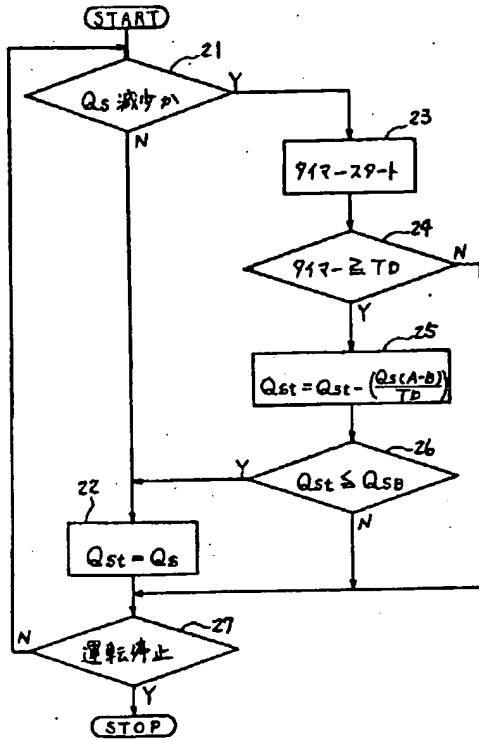 START
21
Qs 減少か
Y
N
23
タイマースタート
24
タイマー≧TD
N
Y
25
Qst=Qst-(Qs(A-B)/TD)
26
Y
Qst≦QsB
N
22
Qst=Qs
27
N
運転停止
Y
STOP